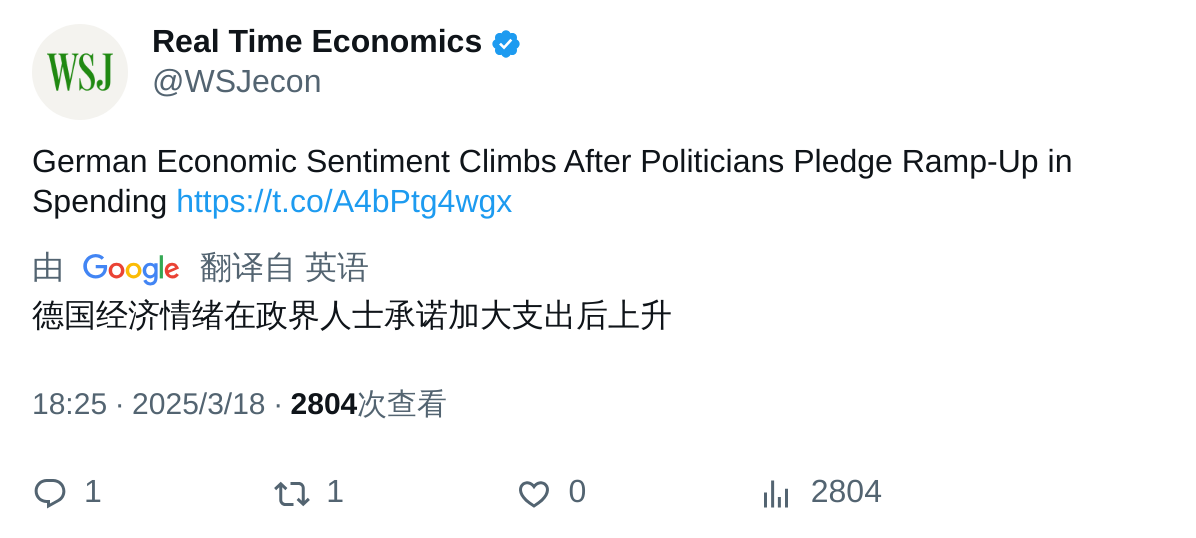 WSJ
Real Time Economics
@WSJecon
German Economic Sentiment Climbs After Politicians Pledge Ramp-Up in
Spending https://t.co/A4bPtg4wgx
由 Google 翻译自 英语
德国经济情绪在政界人士承诺加大支出后上升
18:25 · 2025/3/18 · 2804次查看
1 1 0 2804